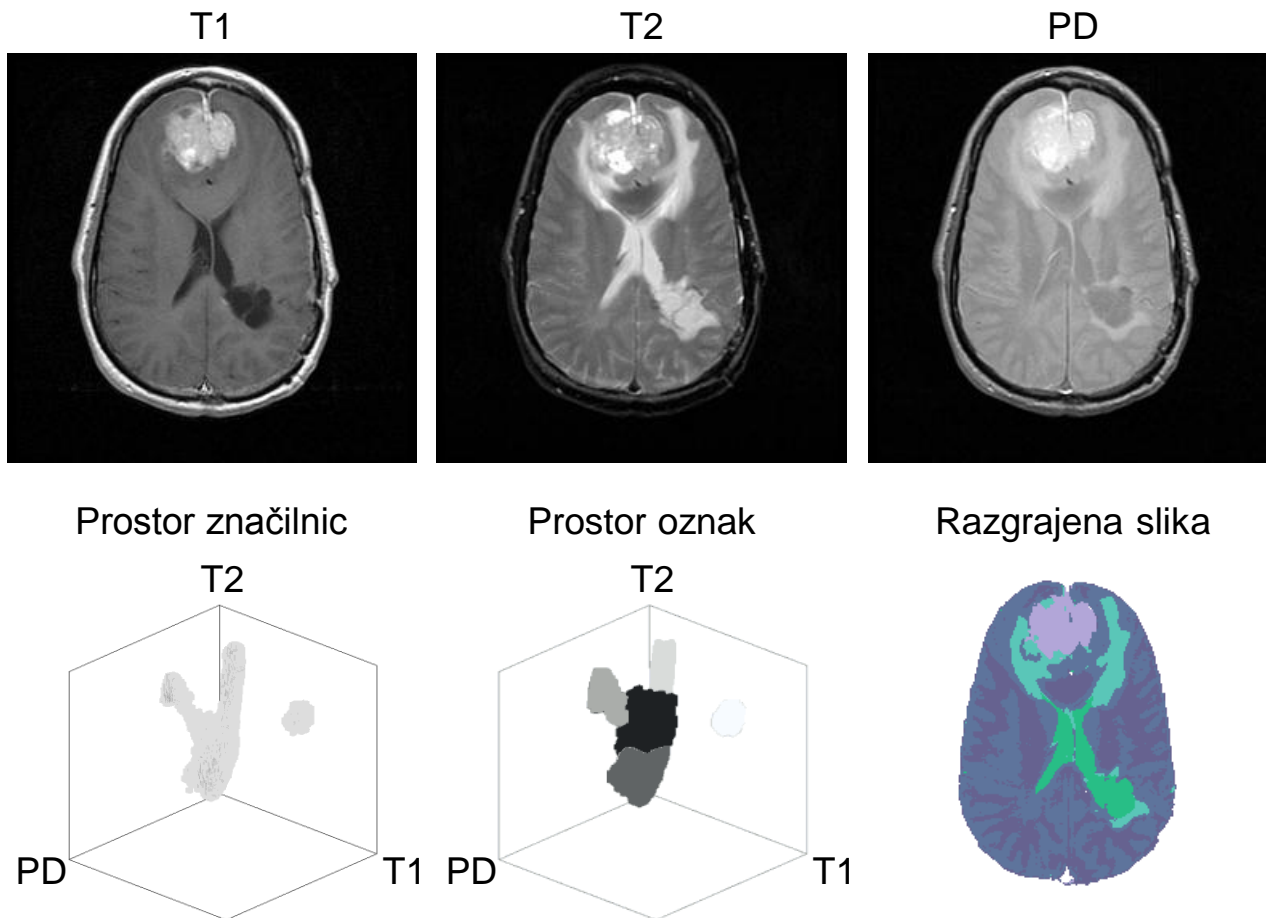 T1
T2
PD
Prostor značilnic
Prostor oznak
Razgrajena slika
T2
T2
PD
T1
PD
T1